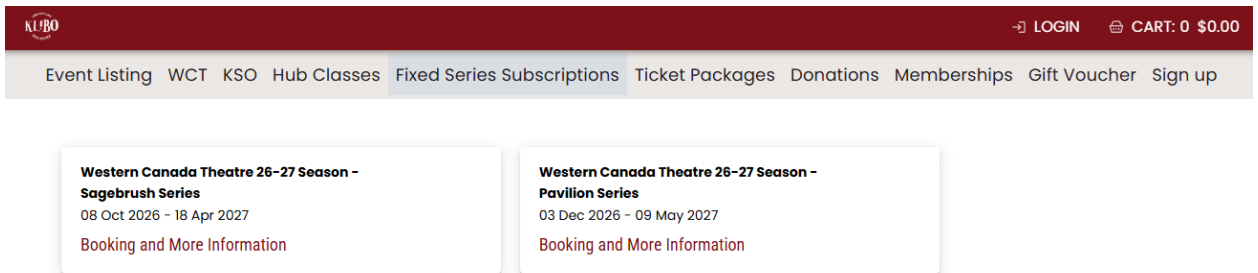 KL!BO
LOGIN CART: 0 $0.00
Event Listing WCT KSO Hub Classes Fixed Series Subscriptions Ticket Packages Donations Memberships Gift Voucher Sign up
Western Canada Theatre 26-27 Season -
Sagebrush Series
08 Oct 2026 - 18 Apr 2027
Booking and More Information
Western Canada Theatre 26-27 Season -
Pavilion Series
03 Dec 2026 - 09 May 2027
Booking and More Information